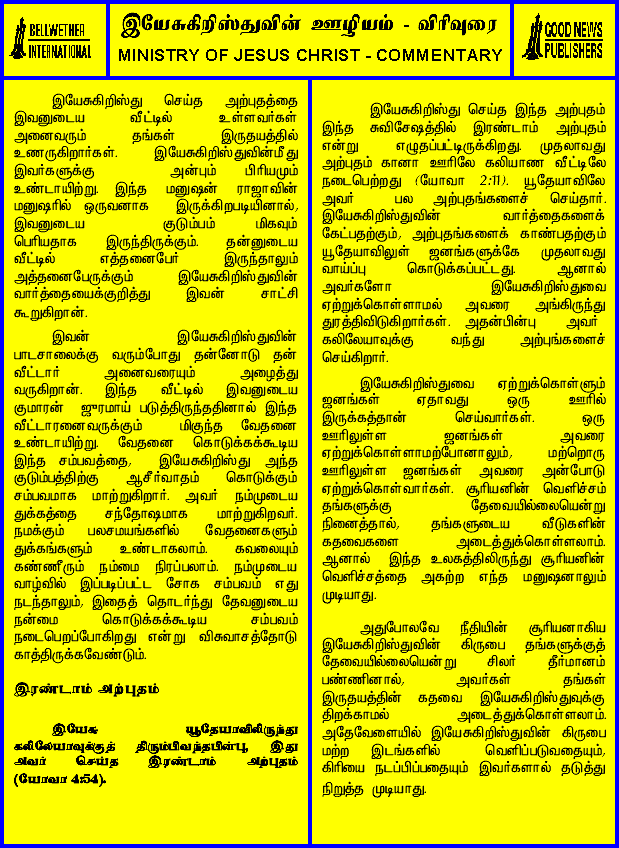 BELLWETHER
INTERNATIONAL
இயேசுகிறிஸ்துவின் ஊழியம் - விரிவுரை
MINISTRY OF JESUS CHRIST - COMMENTARY
GOOD NEWS
PUBLISHERS
இயேசுகிறிஸ்து செய்த அற்புதத்தை
இவனுடைய வீட்டில் உள்ளவர்கள்
அனைவரும் தங்கள் இருதயத்தில்
உணருகிறார்கள். இயேசுகிறிஸ்துவின்மீது
இவர்களுக்கு அன்பும் பிரியமும்
உண்டாயிற்று. இந்த மனுஷன் ராஜாவின்
மனுஷரில் ஒருவனாக இருக்கிறபடியினால்,
இவனுடைய குடும்பம் மிகவும்
பெரியதாக இருந்திருக்கும். தன்னுடைய
வீட்டில் எத்தனைபேர் இருந்தாலும்
அத்தனைபேருக்கும் இயேசுகிறிஸ்துவின்
வார்த்தையைக்குறித்து இவன் சாட்சி
கூறுகிறான்.
இவன் இயேசுகிறிஸ்துவின்
பாடசாலைக்கு வரும்போது தன்னோடு தன்
வீட்டார் அனைவரையும் அழைத்து
வருகிறான். இந்த வீட்டில் இவனுடைய
குமாரன் ஜுரமாய் படுத்திருந்ததினால் இந்த
வீட்டாரனைவருக்கும் மிகுந்த வேதனை
உண்டாயிற்று. வேதனை கொடுக்கக்கூடிய
இந்த சம்பவத்தை, இயேசுகிறிஸ்து அந்த
குடும்பத்திற்கு ஆசீர்வாதம் கொடுக்கும்
சம்பவமாக மாற்றுகிறார். அவர் நம்முடைய
துக்கத்தை சந்தோஷமாக மாற்றுகிறவர்.
நமக்கும் பலசமயங்களில் வேதனைகளும்
துக்கங்களும் உண்டாகலாம். கவலையும்
கண்ணீரும் நம்மை நிரப்பலாம். நம்முடைய
வாழ்வில் இப்படிப்பட்ட சோக சம்பவம் எது
நடந்தாலும், இதைத் தொடர்ந்து தேவனுடைய
நன்மை கொடுக்கக்கூடிய சம்பவம்
நடைபெறப்போகிறது என்று விசுவாசத்தோடு
காத்திருக்கவேண்டும்.
இரண்டாம் அற்புதம்
இயேசு யூதேயாவிலிருந்து
கலிலேயாவுக்குத் திரும்பிவந்தபின்பு, இது
அவர் செய்த இரண்டாம் அற்புதம்
(யோவா 4:54).
இயேசுகிறிஸ்து செய்த இந்த அற்புதம்
இந்த சுவிசேஷத்தில் இரண்டாம் அற்புதம்
என்று எழுதப்பட்டிருக்கிறது. முதலாவது
அற்புதம் கானா ஊரிலே கலியாண வீட்டிலே
நடைபெற்றது (யோவா 2:11). யூதேயாவிலே
அவர் பல அற்புதங்களைச் செய்தார்.
இயேசுகிறிஸ்துவின் வார்த்தைகளைக்
கேட்பதற்கும், அற்புதங்களைக் காண்பதற்கும்
யூதேயாவிலுள் ஜனங்களுக்கே முதலாவது
வாய்ப்பு கொடுக்கப்பட்டது. ஆனால்
அவர்களோ இயேசுகிறிஸ்துவை
ஏற்றுக்கொள்ளாமல் அவரை அங்கிருந்து
துரத்திவிடுகிறார்கள். அதன்பின்பு அவர்
கலிலேயாவுக்கு வந்து அற்புங்களைச்
செய்கிறார்.
இயேசுகிறிஸ்துவை ஏற்றுக்கொள்ளும்
ஜனங்கள் ஏதாவது ஒரு ஊரில்
இருக்கத்தான் செய்வார்கள். ஒரு
ஊரிலுள்ள ஜனங்கள் அவரை
ஏற்றுக்கொள்ளாமற்போனாலும், மற்றொரு
ஊரிலுள்ள ஜனங்கள் அவரை அன்போடு
ஏற்றுக்கொள்வார்கள். சூரியனின் வெளிச்சம்
தங்களுக்கு தேவையில்லையென்று
நினைத்தால், தங்களுடைய வீடுகளின்
கதவைகளை அடைத்துக்கொள்ளலாம்.
ஆனால் இந்த உலகத்திலிருந்து சூரியனின்
வெளிச்சத்தை அகற்ற எந்த மனுஷனாலும்
முடியாது.
அதுபோலவே நீதியின் சூரியனாகிய
இயேசுகிறிஸ்துவின் கிருபை தங்களுக்குத்
தேவையில்லையென்று சிலர் தீர்மானம்
பண்ணினால், அவர்கள் தங்கள்
இருதயத்தின் கதவை இயேசுகிறிஸ்துவுக்கு
திறக்காமல் அடைத்துக்கொள்ளலாம்.
அதேவேளையில் இயேசுகிறிஸ்துவின் கிருபை
மற்ற இடங்களில் வெளிப்படுவதையும்,
கிரியை நடப்பிப்பதையும் இவர்களால் தடுத்து
நிறுத்த முடியாது.